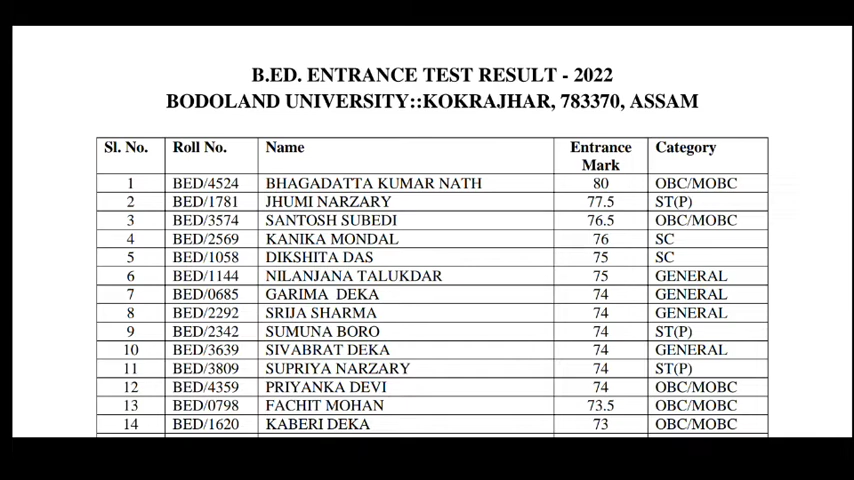 B.ED. ENTRANCE TEST RESULT - 2022
BODOLAND UNIVERSITY::KOKRAJHAR, 783370, ASSAM
Sl. No. Roll No. Name Entrance Mark Category
1 BED/4524 BHAGADATTA KUMAR NATH 80 OBC/MOBC
2 BED/1781 JHUMI NARZARY 77.5 ST(P)
3 BED/3574 SANTOSH SUBEDI 76.5 OBC/MOBC
4 BED/2569 KANIKA MONDAL 76 SC
5 BED/1058 DIKSHITA DAS 75 SC
6 BED/1144 NILANJANA TALUKDAR 75 GENERAL
7 BED/0685 GARIMA DEKA 74 GENERAL
8 BED/2292 SRIJA SHARMA 74 GENERAL
9 BED/2342 SUMUNA BORO 74 ST(P)
10 BED/3639 SIVABRAT DEKA 74 GENERAL
11 BED/3809 SUPRIYA NARZARY 74 ST(P)
12 BED/4359 PRIYANKA DEVI 74 OBC/MOBC
13 BED/0798 FACHIT MOHAN 73.5 OBC/MOBC
14 BED/1620 KABERI DEKA 73 OBC/MOBC